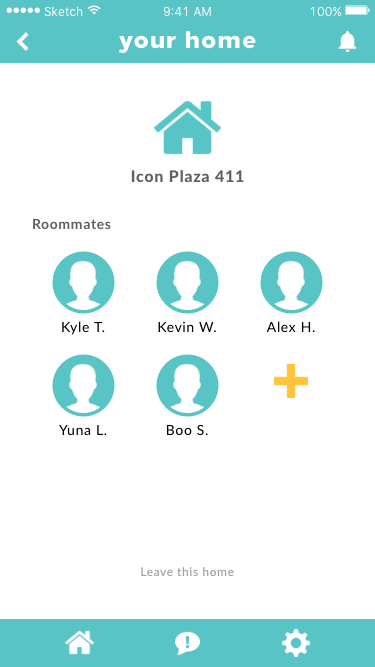 Sketch 9:41 AM 100%
your home
Icon Plaza 411
Roommates
Kyle T. Kevin W. Alex H.
Yuna L. Boo S.
Leave this home